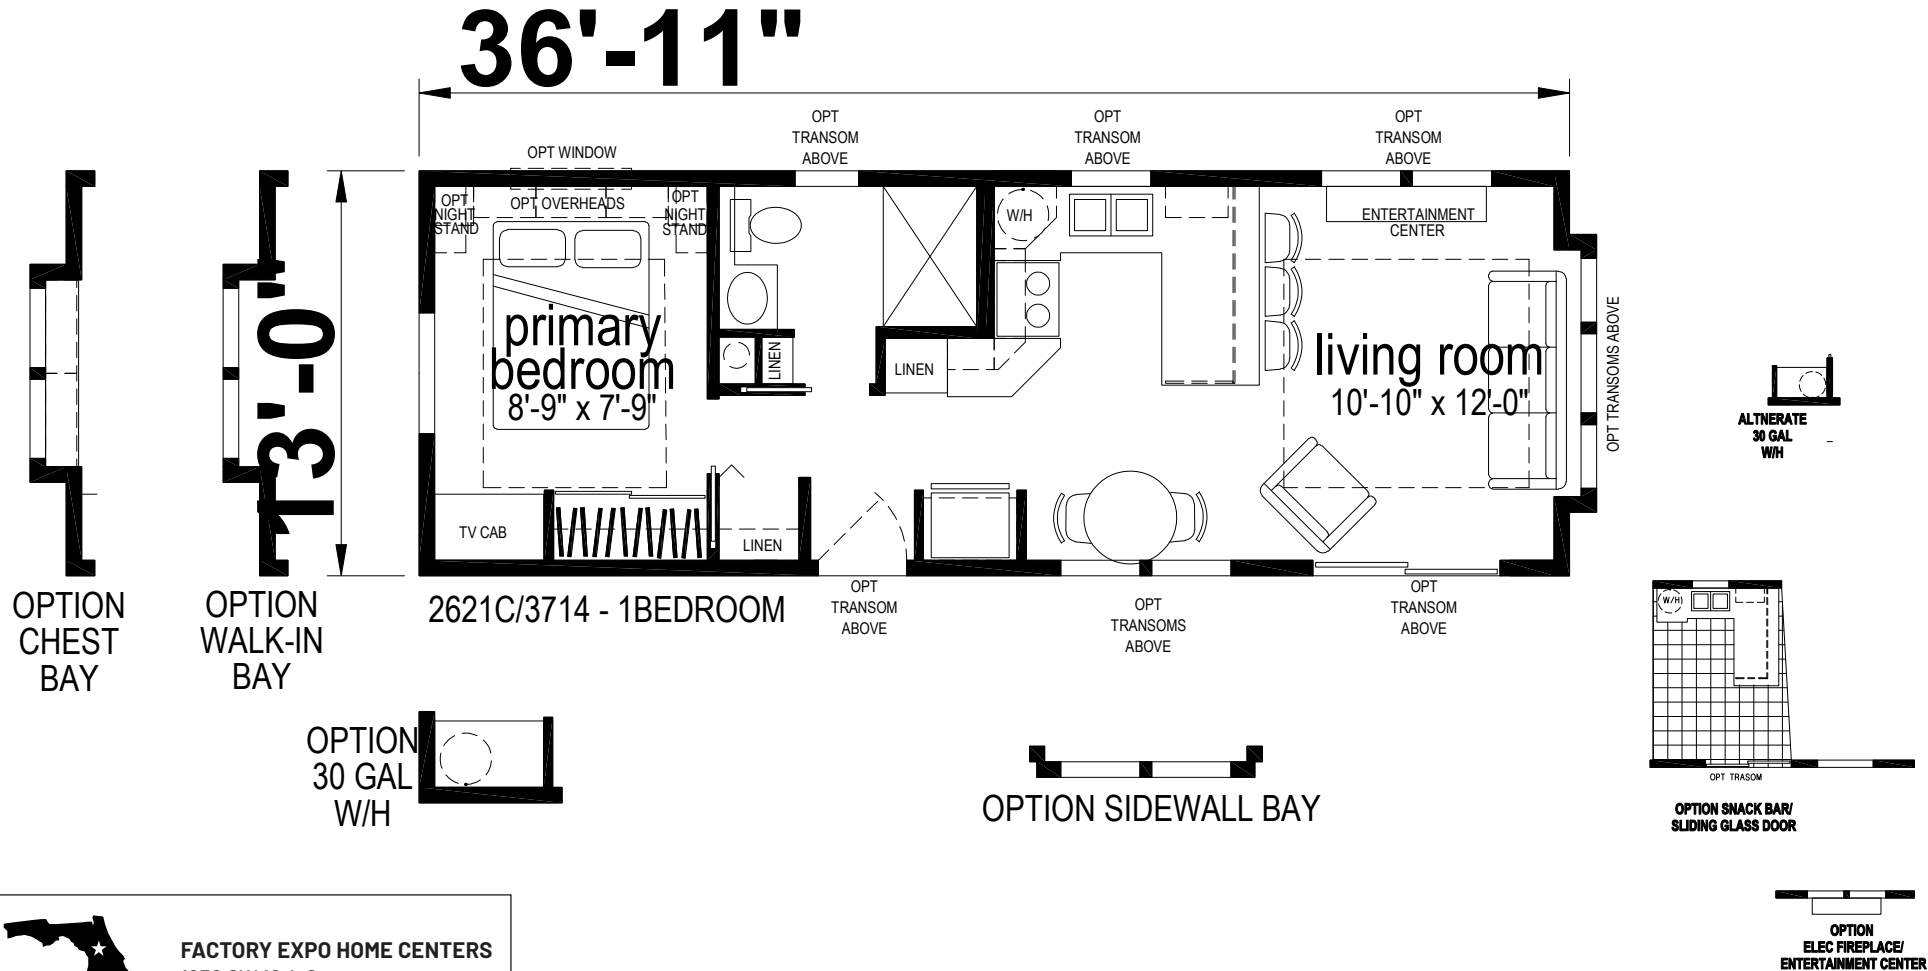 36'-11"
OPT
TRANSOM
ABOVE
OPT
TRANSOM
ABOVE
OPT
TRANSOM
ABOVE
OPT WINDOW
OPT
NIGHT
STAND
OPT OVERHEADS
OPT
NIGHT
STAND
W/H
ENTERTAINMENT
CENTER
13'-0"
primary
bedroom
8'-9" x 7'-9"
LINEN
LINEN
living room
10'-10" x 12'-0"
OPT TRANSOMS ABOVE
ALTNERATE
30 GAL
W/H
TV CAB
LINEN
OPTION
CHEST
BAY
OPTION
WALK-IN
BAY
2621C/3714 - 1BEDROOM
OPT
TRANSOM
ABOVE
OPT
TRANSOMS
ABOVE
OPT
TRANSOM
ABOVE
W/H
OPT TRASOM
OPTION SNACK BAR/
SLIDING GLASS DOOR
OPTION
30 GAL
W/H
OPTION SIDEWALL BAY
OPTION
ELEC FIREPLACE/
ENTERTAINMENT CENTER
FACTORY EXPO HOME CENTERS